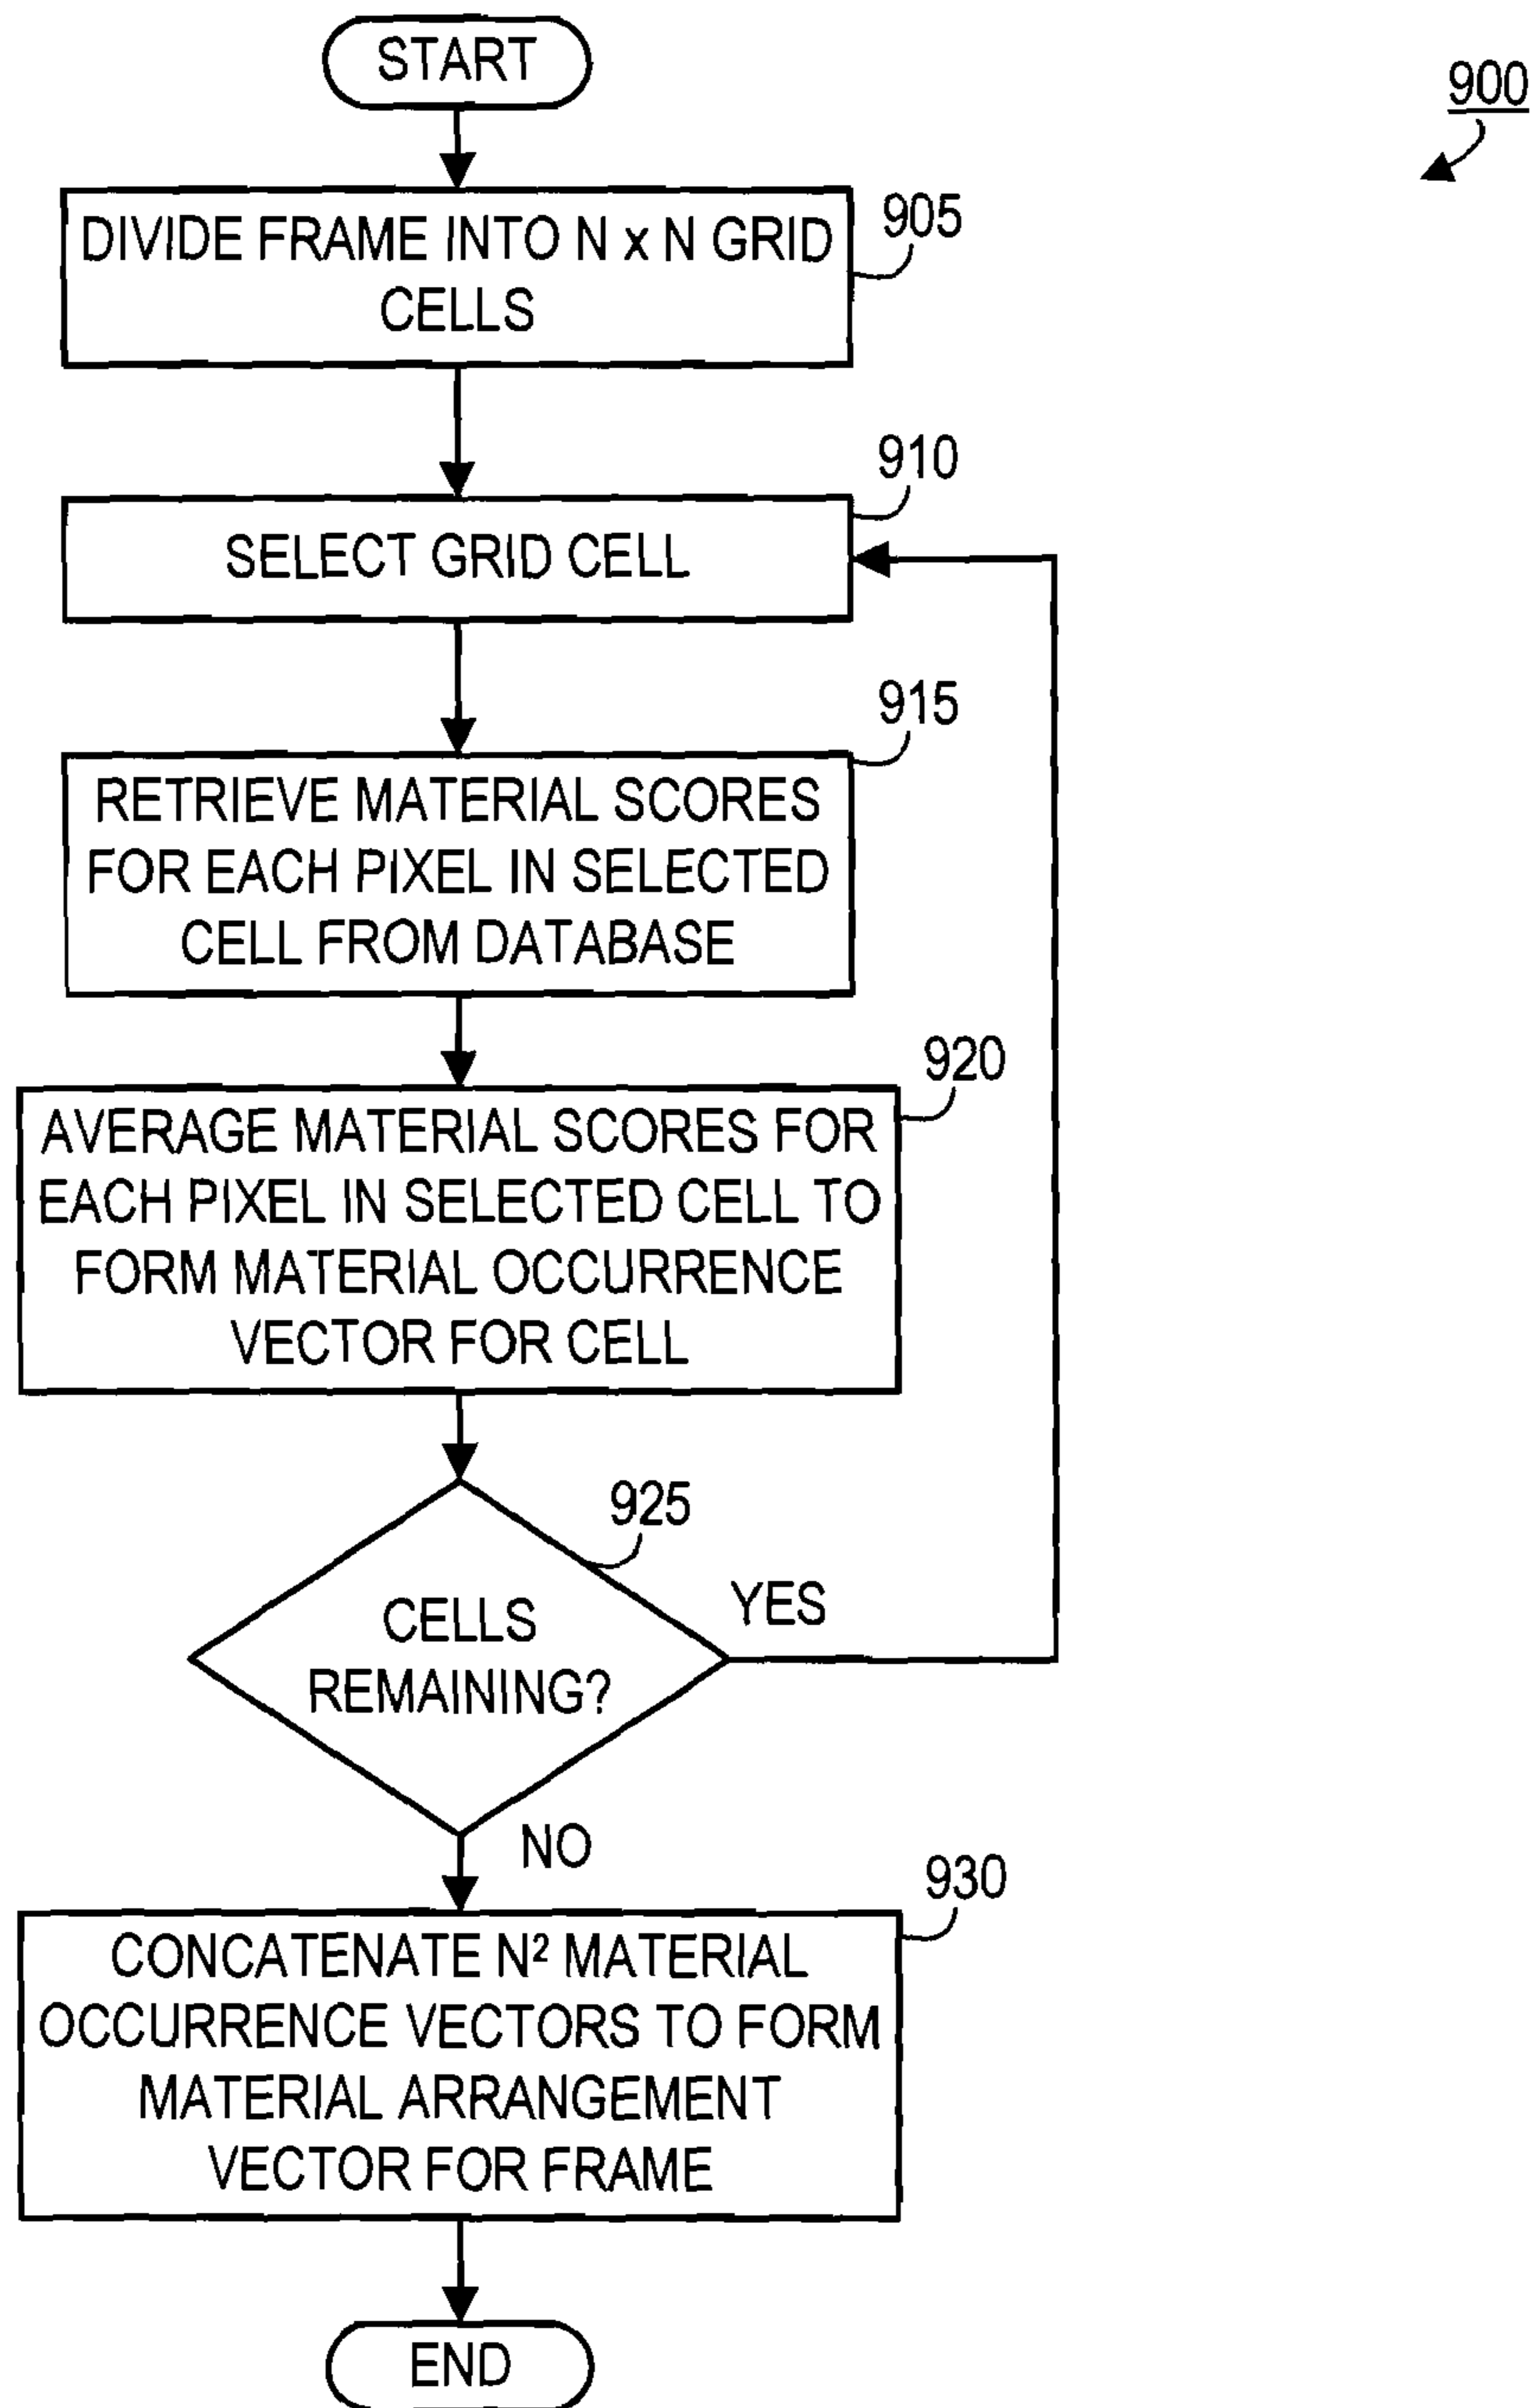 START
900
DIVIDE FRAME INTO N x N GRID
CELLS
905
910
SELECT GRID CELL
915
RETRIEVE MATERIAL SCORES
FOR EACH PIXEL IN SELECTED
CELL FROM DATABASE
920
AVERAGE MATERIAL SCORES FOR
EACH PIXEL IN SELECTED CELL TO
FORM MATERIAL OCCURRENCE
VECTOR FOR CELL
925
CELLS
REMAINING?
YES
NO
930
CONCATENATE N² MATERIAL
OCCURRENCE VECTORS TO FORM
MATERIAL ARRANGEMENT
VECTOR FOR FRAME
END